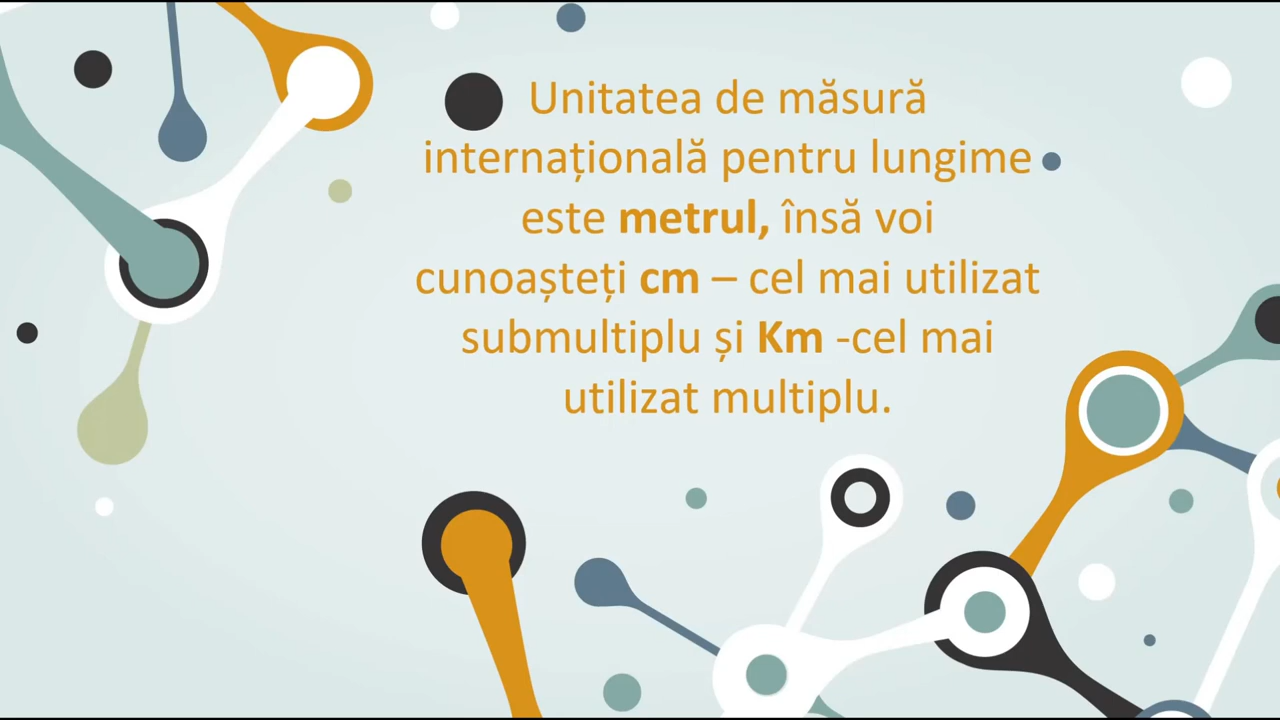 Unitatea de măsură
internațională pentru lungime
este metrul, însă voi
cunoașteți cm – cel mai utilizat
submultiplu și Km -cel mai
utilizat multiplu.